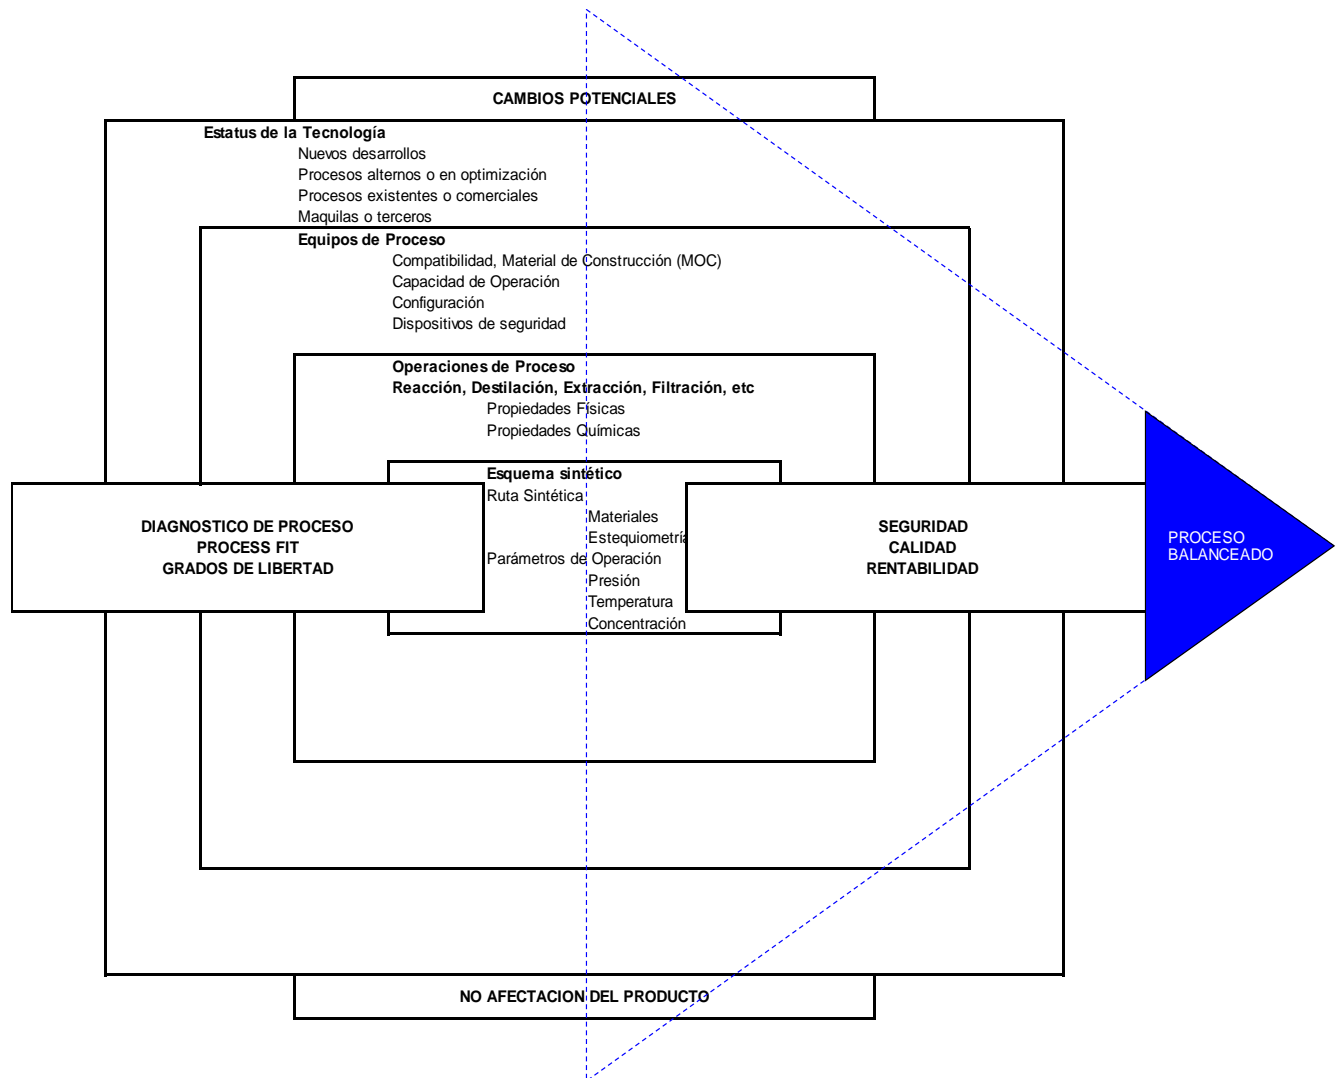 CAMBIOS POTENCIALES
Estatus de la Tecnología
Nuevos desarrollos
Procesos alternos o en optimización
Procesos existentes o comerciales
Maquilas o terceros
Equipos de Proceso
Compatibilidad, Material de Construcción (MOC)
Capacidad de Operación
Configuración
Dispositivos de seguridad
Operaciones de Proceso
Reacción, Destilación, Extracción, Filtración, etc
Propiedades Físicas
Propiedades Químicas
Esquema sintético
Ruta Sintética
Materiales
Estequiometría
Parámetros de Operación
Presión
Temperatura
Concentración
DIAGNOSTICO DE PROCESO
PROCESS FIT
GRADOS DE LIBERTAD
SEGURIDAD
CALIDAD
RENTABILIDAD
PROCESO
BALANCEADO
NO AFECTACION DEL PRODUCTO